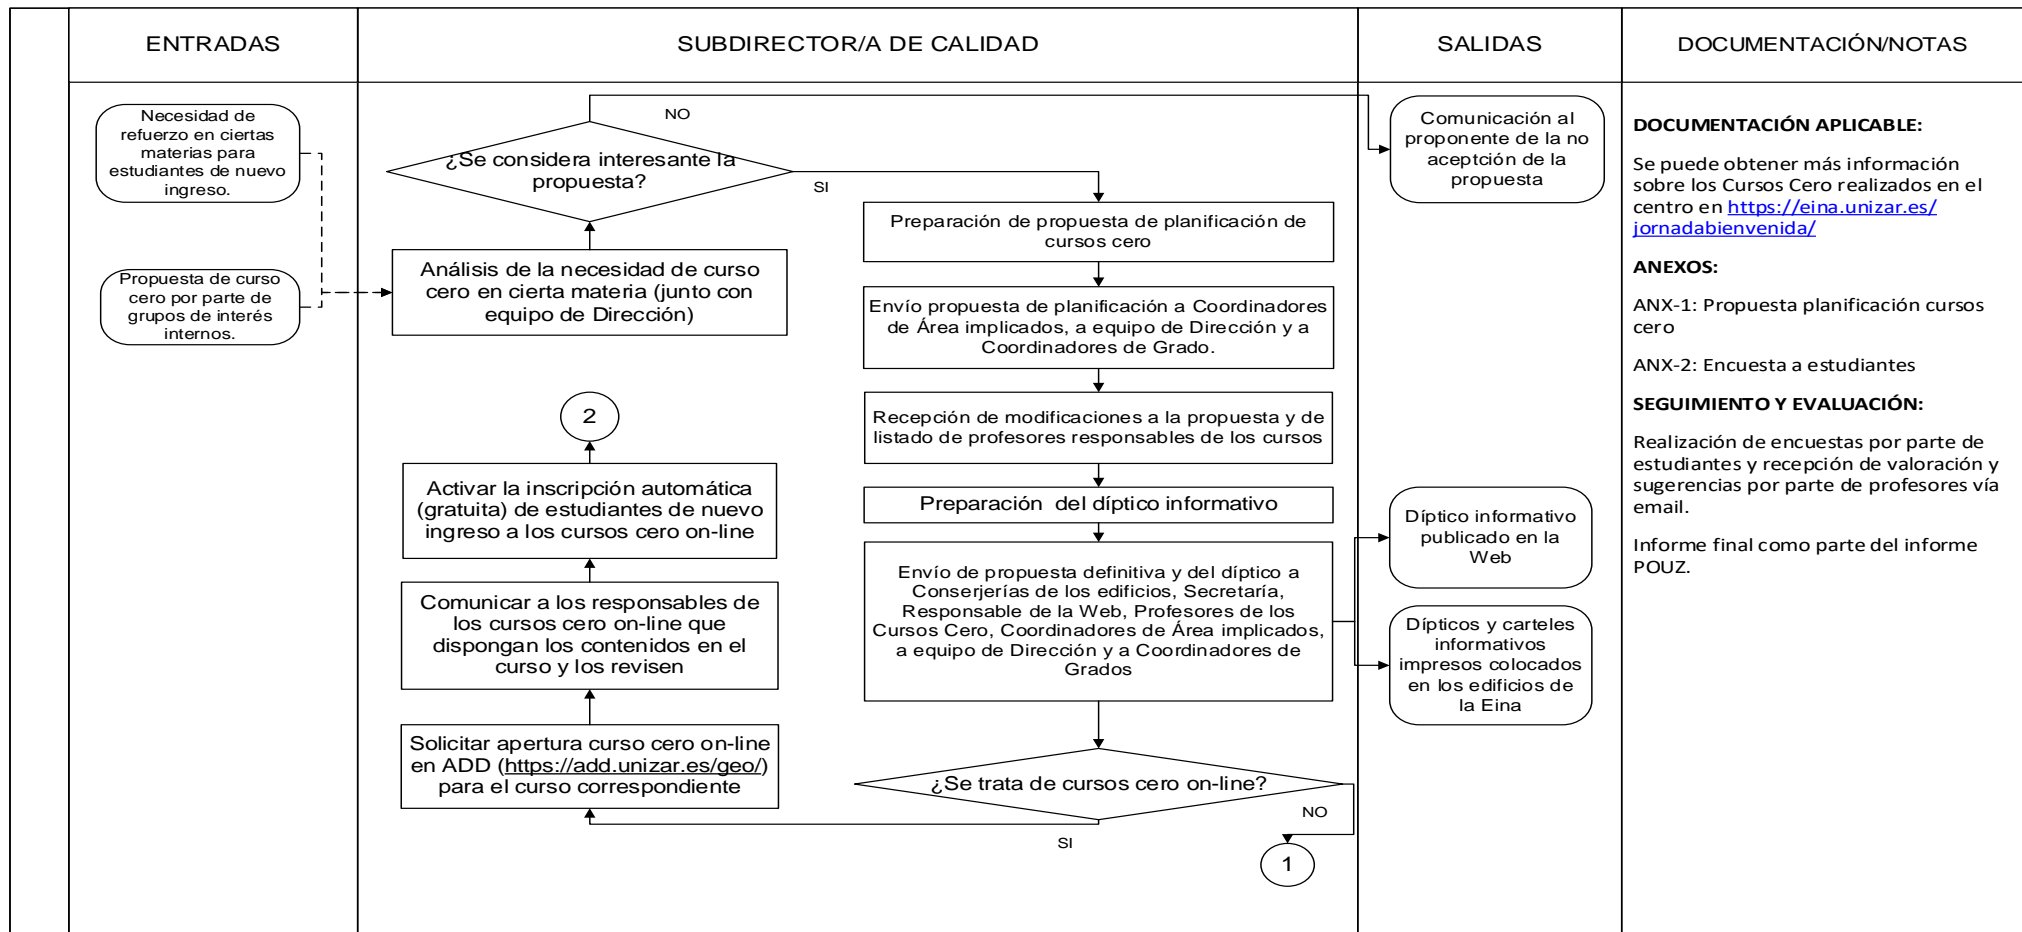 ENTRADAS
SUBDIRECTOR/A DE CALIDAD
SALIDAS
DOCUMENTACIÓN/NOTAS
Necesidad de
refuerzo en ciertas
materias para
estudiantes de nuevo
ingreso.
Propuesta de curso
cero por parte de
grupos de interés
internos.
NO
¿Se considera interesante la
propuesta?
SI
Análisis de la necesidad de curso
cero en cierta materia (junto con
equipo de Dirección)
Preparación de propuesta de planificación de
cursos cero
Envío propuesta de planificación a Coordinadores
de Área implicados, a equipo de Dirección y a
Coordinadores de Grado.
Recepción de modificaciones a la propuesta y de
listado de profesores responsables de los cursos
Preparación del díptico informativo
Envío de propuesta definitiva y del díptico a
Conserjerías de los edificios, Secretaría,
Responsable de la Web, Profesores de los
Cursos Cero, Coordinadores de Área implicados,
a equipo de Dirección y a Coordinadores de
Grados
¿Se trata de cursos cero on-line?
NO
SI
1
2
Activar la inscripción automática
(gratuita) de estudiantes de nuevo
ingreso a los cursos cero on-line
Comunicar a los responsables de
los cursos cero on-line que
dispongan los contenidos en el
curso y los revisen
Solicitar apertura curso cero on-line
en ADD (https://add.unizar.es/geo/)
para el curso correspondiente
Comunicación al
proponente de la no
aceptción de la
propuesta
Díptico informativo
publicado en la
Web
Dípticos y carteles
informativos
impresos colocados
en los edificios de
la Eina
DOCUMENTACIÓN APLICABLE:
Se puede obtener más información
sobre los Cursos Cero realizados en el
centro en https://eina.unizar.es/
jornadabienvenida/
ANEXOS:
ANX-1: Propuesta planificación cursos
cero
ANX-2: Encuesta a estudiantes
SEGUIMIENTO Y EVALUACIÓN:
Realización de encuestas por parte de
estudiantes y recepción de valoración y
sugerencias por parte de profesores vía
email.
Informe final como parte del informe
POUZ.